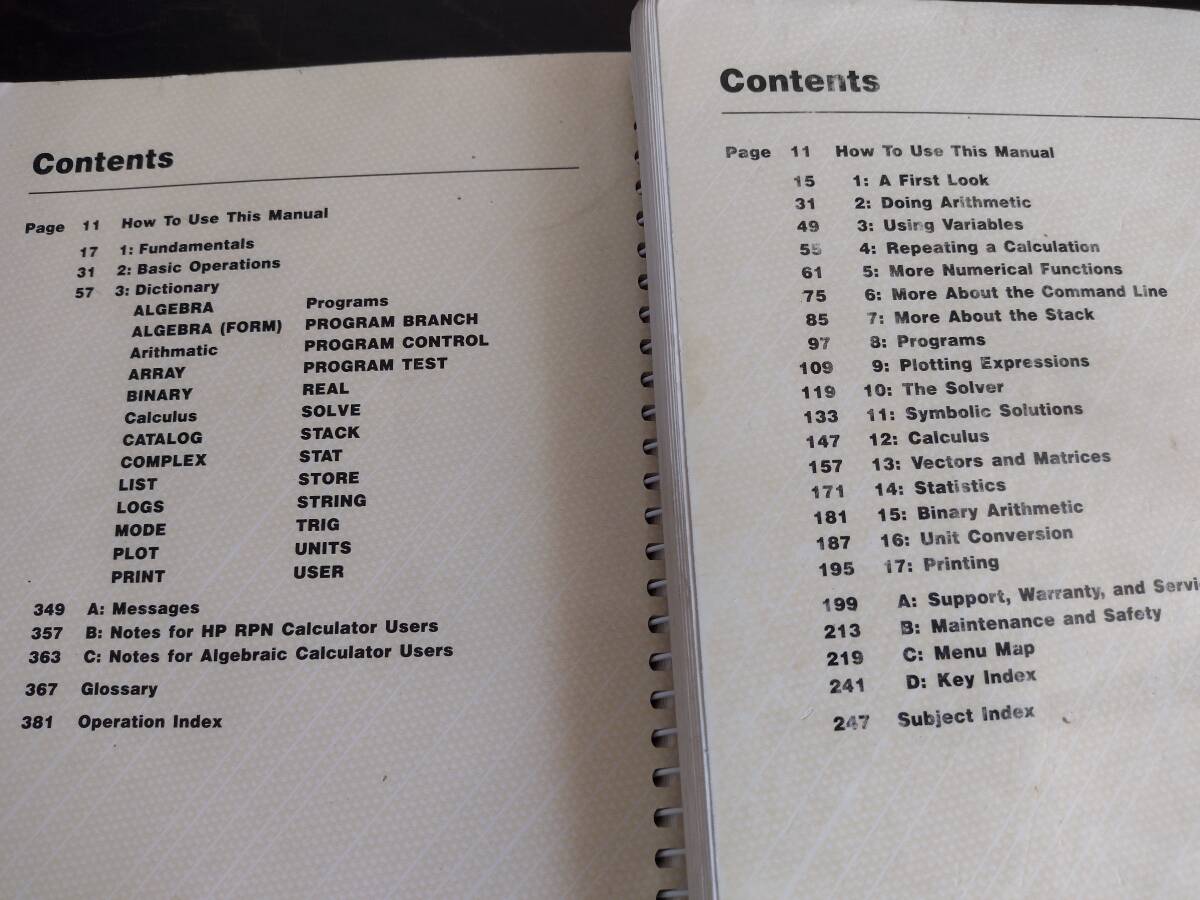 Contents
Page 11 How To Use This Manual
17 1: Fundamentals
31 2: Basic Operations
57 3: Dictionary
ALGEBRA Programs
ALGEBRA (FORM) PROGRAM BRANCH
Arithmatic PROGRAM CONTROL
ARRAY PROGRAM TEST
BINARY REAL
Calculus SOLVE
CATALOG STACK
COMPLEX STAT
LIST STORE
LOGS STRING
MODE TRIG
PLOT UNITS
PRINT USER
349 A: Messages
357 B: Notes for HP RPN Calculator Users
363 C: Notes for Algebraic Calculator Users
367 Glossary
381 Operation Index
Contents
Page 11 How To Use This Manual
15 1: A First Look
31 2: Doing Arithmetic
49 3: Using Variables
55 4: Repeating a Calculation
61 5: More Numerical Functions
75 6: More About the Command Line
85 7: More About the Stack
97 8: Programs
109 9: Plotting Expressions
119 10: The Solver
133 11: Symbolic Solutions
147 12: Calculus
157 13: Vectors and Matrices
171 14: Statistics
181 15: Binary Arithmetic
187 16: Unit Conversion
195 17: Printing
199 A: Support, Warranty, and Servi
213 B: Maintenance and Safety
219 C: Menu Map
241 D: Key Index
247 Subject Index